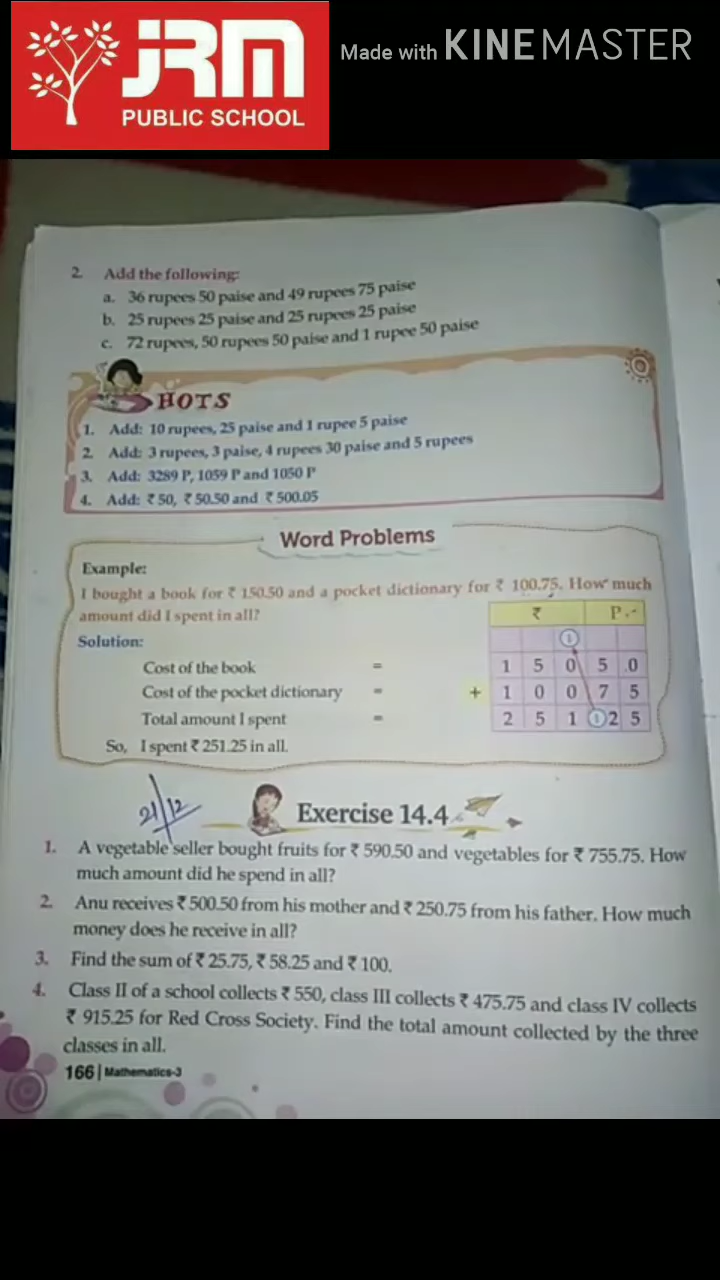 JRM
PUBLIC SCHOOL
Made with KINEMASTER
2. Add the following:
a. 36 rupees 50 paise and 49 rupees 75 paise
b. 25 rupees 25 paise and 25 rupees 25 paise
c. 72 rupees, 50 rupees 50 paise and 1 rupee 50 paise
HOTS
1. Add: 10 rupees, 25 paise and 1 rupee 5 paise
2. Add: 3 rupees, 3 paise, 4 rupees 30 paise and 5 rupees
3. Add: 3289 P, 1059 P and 1050 P
4. Add: ₹ 50, ₹ 50.50 and ₹ 500.05
Word Problems
Example:
I bought a book for ₹ 150.50 and a pocket dictionary for ₹ 100.75. How much
amount did I spent in all?
Solution:
₹ P
1
Cost of the book = 1 5 0 5 0
Cost of the pocket dictionary = + 1 0 0 7 5
Total amount I spent = 2 5 1 1 2 5
So, I spent ₹ 251.25 in all.
21/12
Exercise 14.4
1. A vegetable seller bought fruits for ₹ 590.50 and vegetables for ₹ 755.75. How
much amount did he spend in all?
2. Anu receives ₹ 500.50 from his mother and ₹ 250.75 from his father. How much
money does he receive in all?
3. Find the sum of ₹ 25.75, ₹ 58.25 and ₹ 100.
4. Class II of a school collects ₹ 550, class III collects ₹ 475.75 and class IV collects
₹ 915.25 for Red Cross Society. Find the total amount collected by the three
classes in all.
166 | Mathematics-3